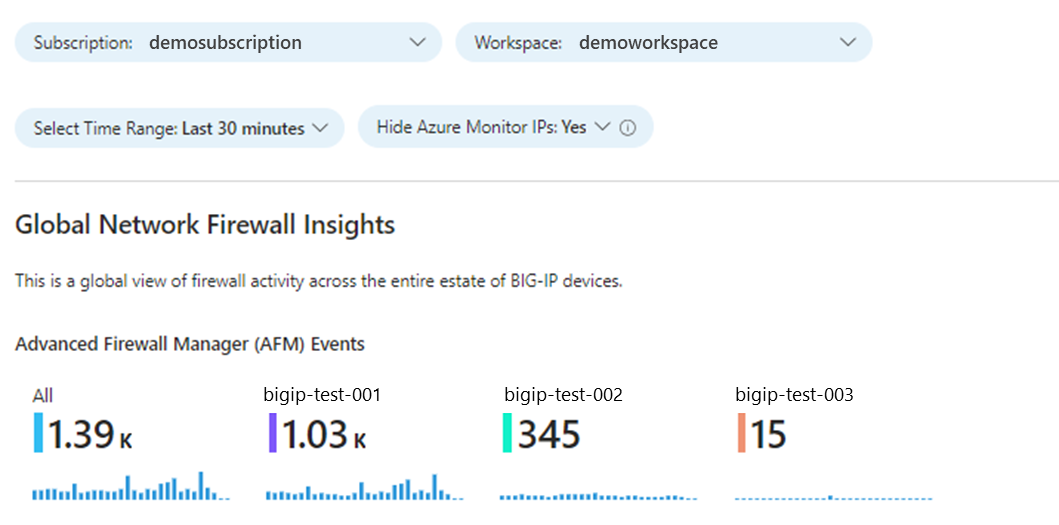 Subscription: demosubscription Workspace: demoworkspace
Select Time Range: Last 30 minutes Hide Azure Monitor IPs: Yes
Global Network Firewall Insights
This is a global view of firewall activity across the entire estate of BIG-IP devices.
Advanced Firewall Manager (AFM) Events
All bigip-test-001 bigip-test-002 bigip-test-003
1.39 K 1.03 K 345 15